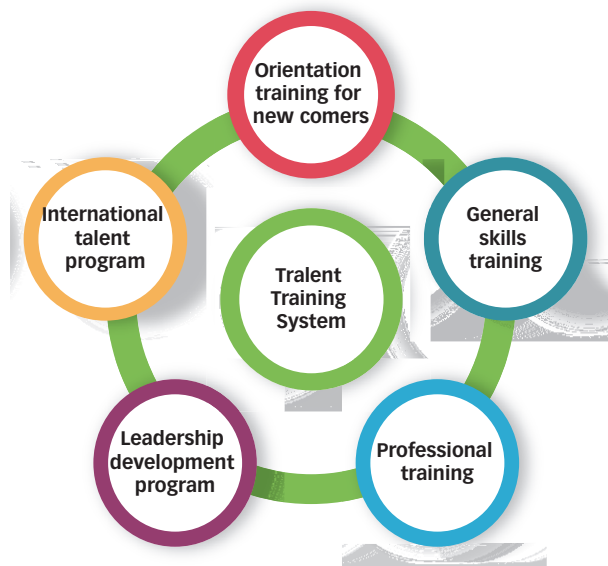 Orientation
training for
new comers
General
skills
training
Professional
training
Leadership
development
program
International
talent
program
Tralent
Training
System